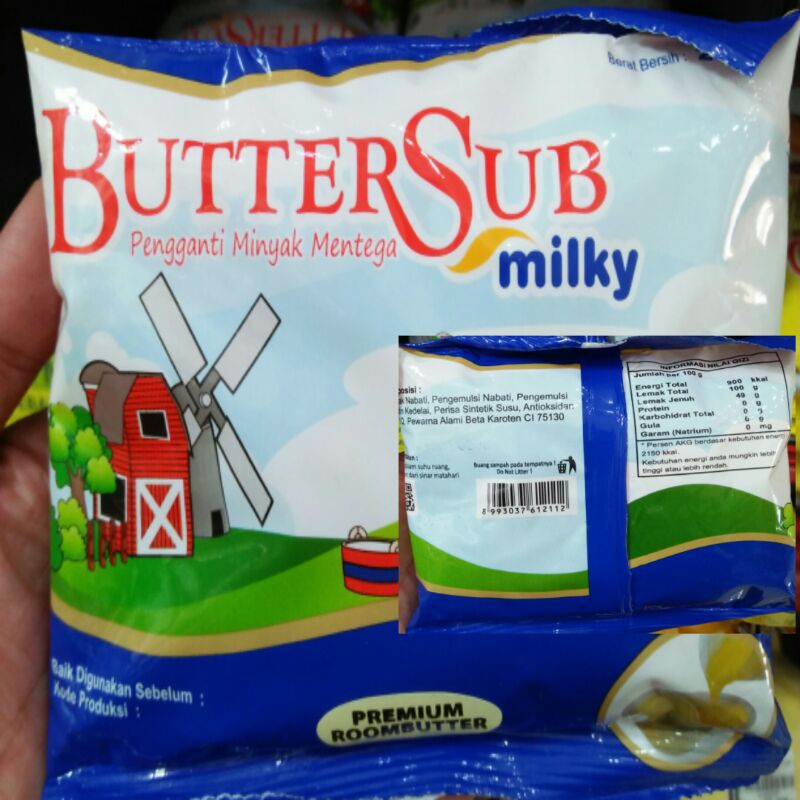 Berat Bersih :
BUTTERSUB
Pengganti Minyak Mentega
milky
Baik Digunakan Sebelum :
Kode Produksi :
PREMIUM
ROOMBUTTER
Nabati, Pengemulsi Nabati, Pengemulsi
Kedelai, Perisa Sintetik Susu, Antioksidan
Pewarna Alami Beta Karoten CI 75130
suhu ruang,
dari sinar matahari
Buang sampah pada tempatnya !
Do Not Litter !
8 993037 612112
INFORMASI NILAI GIZI
Jumlah per 100 g
Energi Total 900 kkal
Lemak Total 100 g
Lemak Jenuh 49 g
Protein 0 g
Karbohidrat Total 0 g
Gula 0 g
Garam (Natrium) 0 mg
* Persen AKG berdasar kebutuhan energi
2150 kkal.
Kebutuhan energi anda mungkin lebih
tinggi atau lebih rendah.